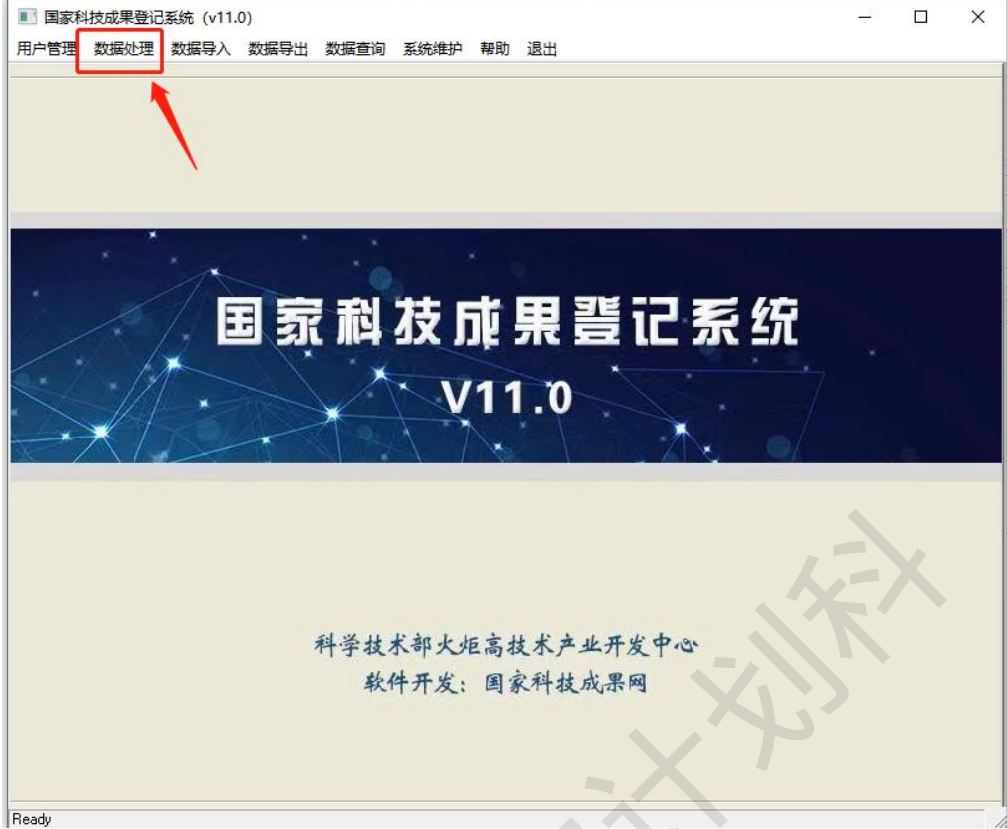 国家科技成果登记系统（v11.0）
用户管理 数据处理 数据导入 数据导出 数据查询 系统维护 帮助 退出
国家科技成果登记系统
V11.0
科学技术部火炬高技术产业开发中心
软件开发：国家科技成果网
计划科
Ready